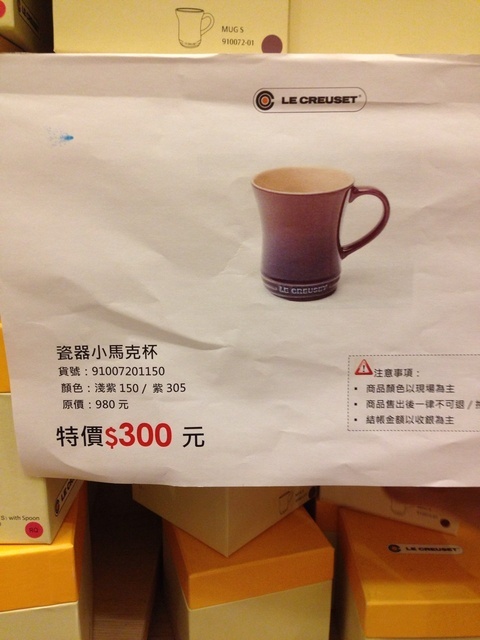 MUG S
910072-01
LE CREUSET
LE CREUSET
瓷器小馬克杯
貨號：91007201150
顏色：淺紫 150 / 紫 305
原價：980 元
特價$300 元
注意事項：
• 商品顏色以現場為主
• 商品售出後一律不可退 /
• 結帳金額以收銀為主
with Spoon
LE CREUSET